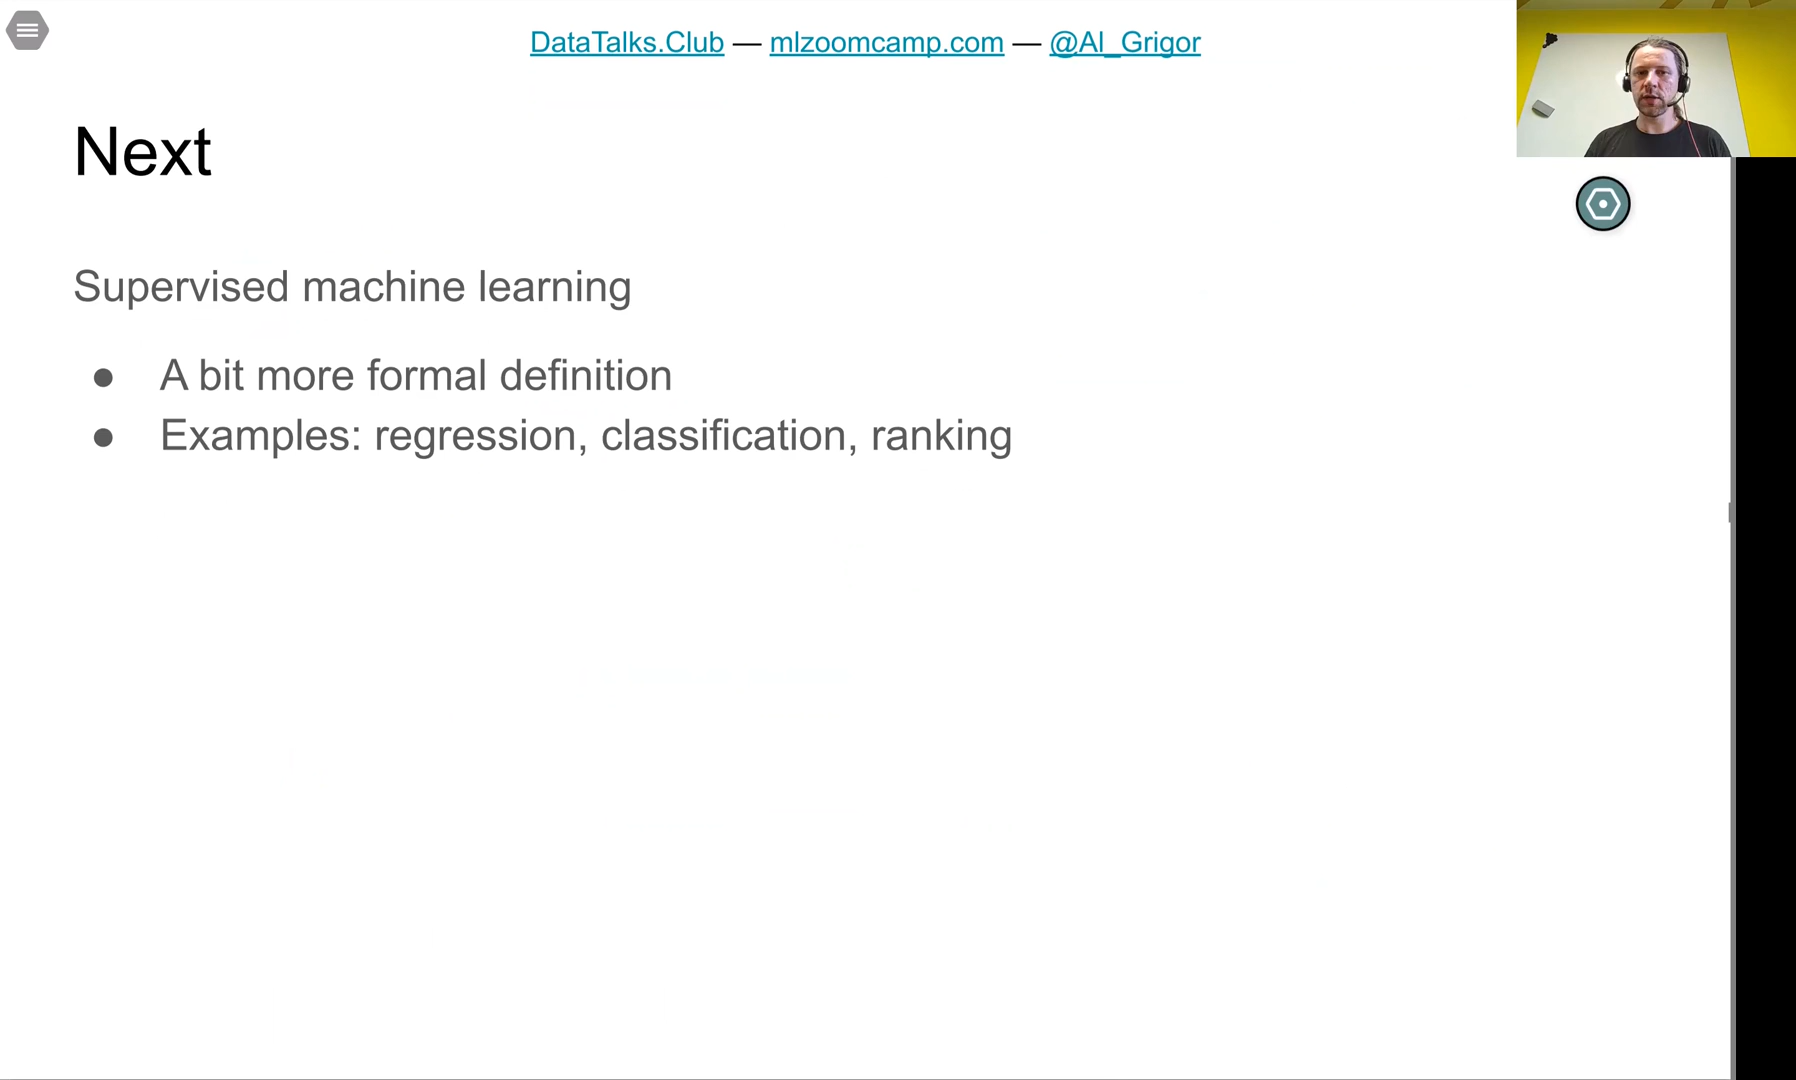 DataTalks.Club — mlzoomcamp.com — @Al_Grigor
Next
Supervised machine learning
● A bit more formal definition
● Examples: regression, classification, ranking